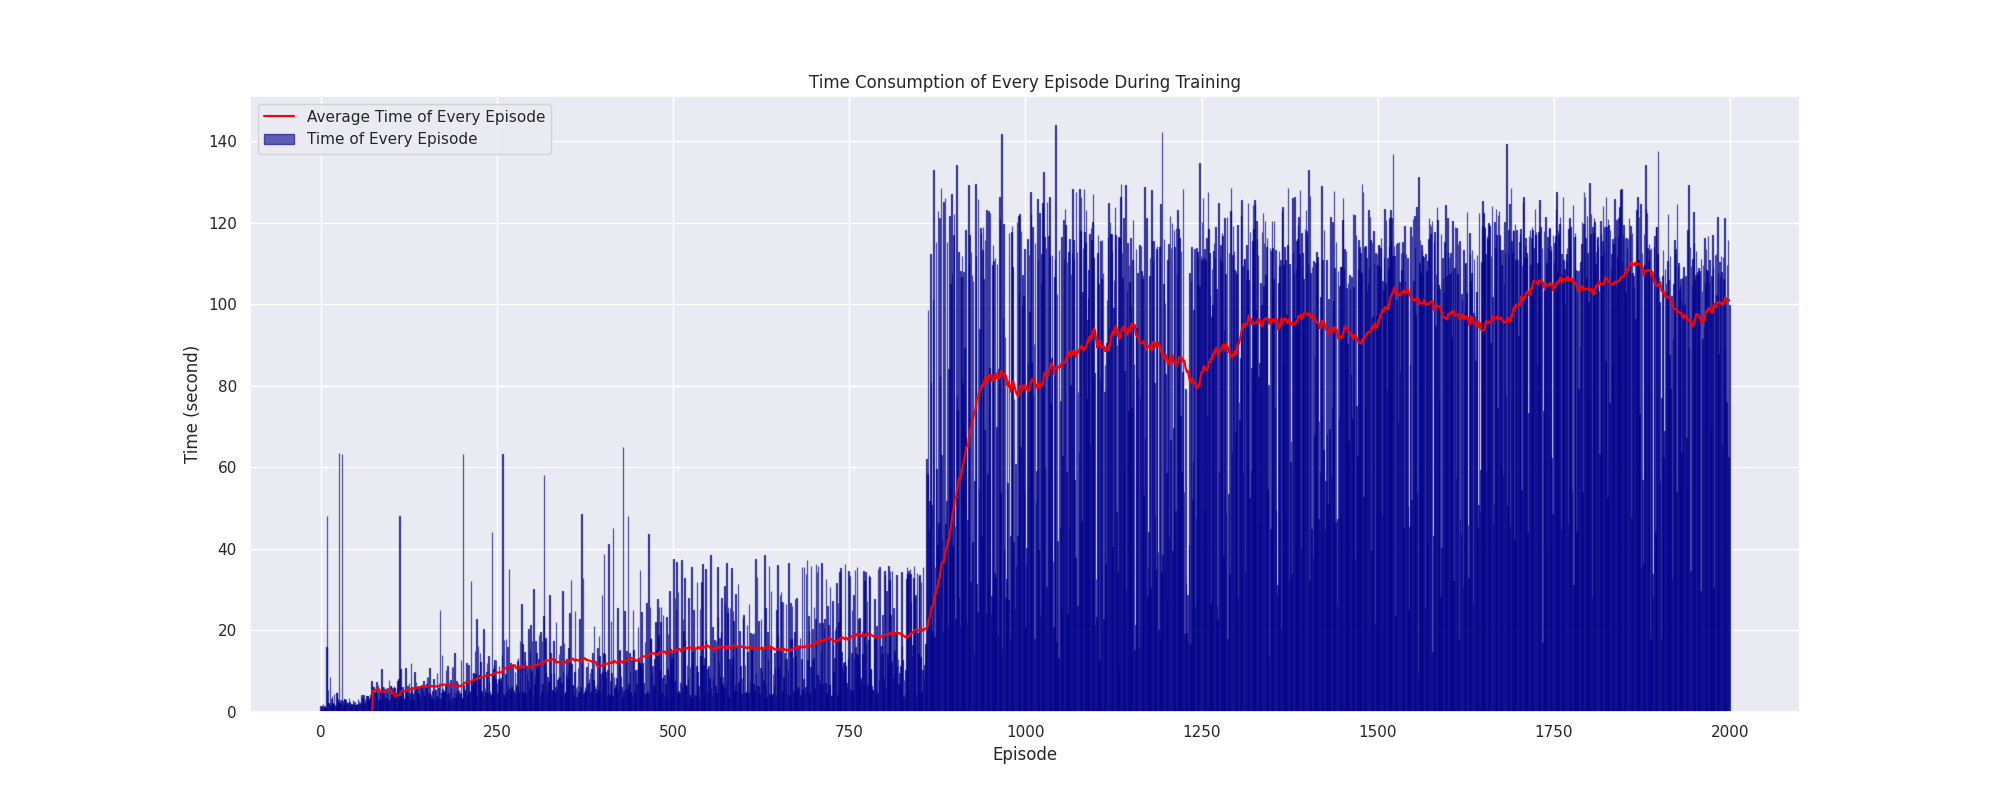 Time Consumption of Every Episode During Training
Average Time of Every Episode
Time of Every Episode
140
120
100
80
60
40
20
0
Time (second)
0 250 500 750 1000 1250 1500 1750 2000
Episode